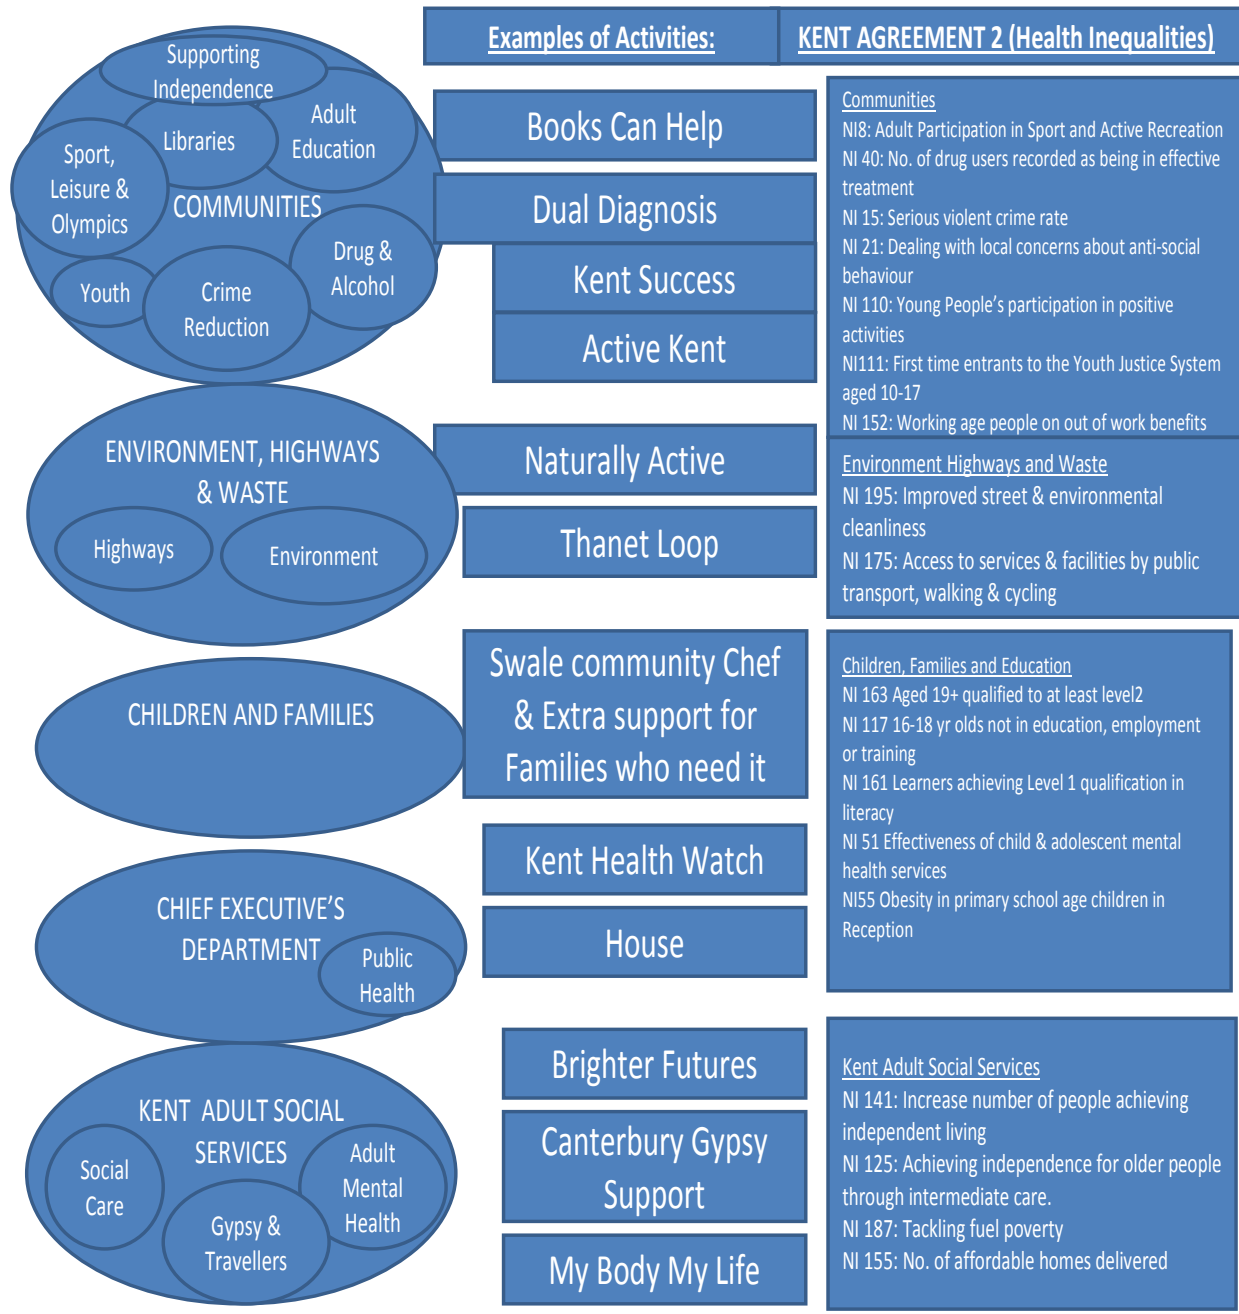 Examples of Activities:
KENT AGREEMENT 2 (Health Inequalities)
Supporting
Independence
Adult
Education
Libraries
Sport,
Leisure &
Olympics
COMMUNITIES
Drug &
Alcohol
Youth
Crime
Reduction
Books Can Help
Dual Diagnosis
Kent Success
Active Kent
Communities
NI8: Adult Participation in Sport and Active Recreation
NI 40: No. of drug users recorded as being in effective
treatment
NI 15: Serious violent crime rate
NI 21: Dealing with local concerns about anti-social
behaviour
NI 110: Young People's participation in positive
activities
NI111: First time entrants to the Youth Justice System
aged 10-17
NI 152: Working age people on out of work benefits
ENVIRONMENT, HIGHWAYS
& WASTE
Highways
Environment
Naturally Active
Thanet Loop
Environment Highways and Waste
NI 195: Improved street & environmental
cleanliness
NI 175: Access to services & facilities by public
transport, walking & cycling
CHILDREN AND FAMILIES
Swale community Chef
& Extra support for
Families who need it
Children, Families and Education
NI 163 Aged 19+ qualified to at least level2
NI 117 16-18 yr olds not in education, employment
or training
NI 161 Learners achieving Level 1 qualification in
literacy
NI 51 Effectiveness of child & adolescent mental
health services
NI55 Obesity in primary school age children in
Reception
CHIEF EXECUTIVE'S
DEPARTMENT
Public
Health
Kent Health Watch
House
KENT ADULT SOCIAL
SERVICES
Social
Care
Gypsy &
Travellers
Adult
Mental
Health
Brighter Futures
Canterbury Gypsy
Support
My Body My Life
Kent Adult Social Services
NI 141: Increase number of people achieving
independent living
NI 125: Achieving independence for older people
through intermediate care.
NI 187: Tackling fuel poverty
NI 155: No. of affordable homes delivered